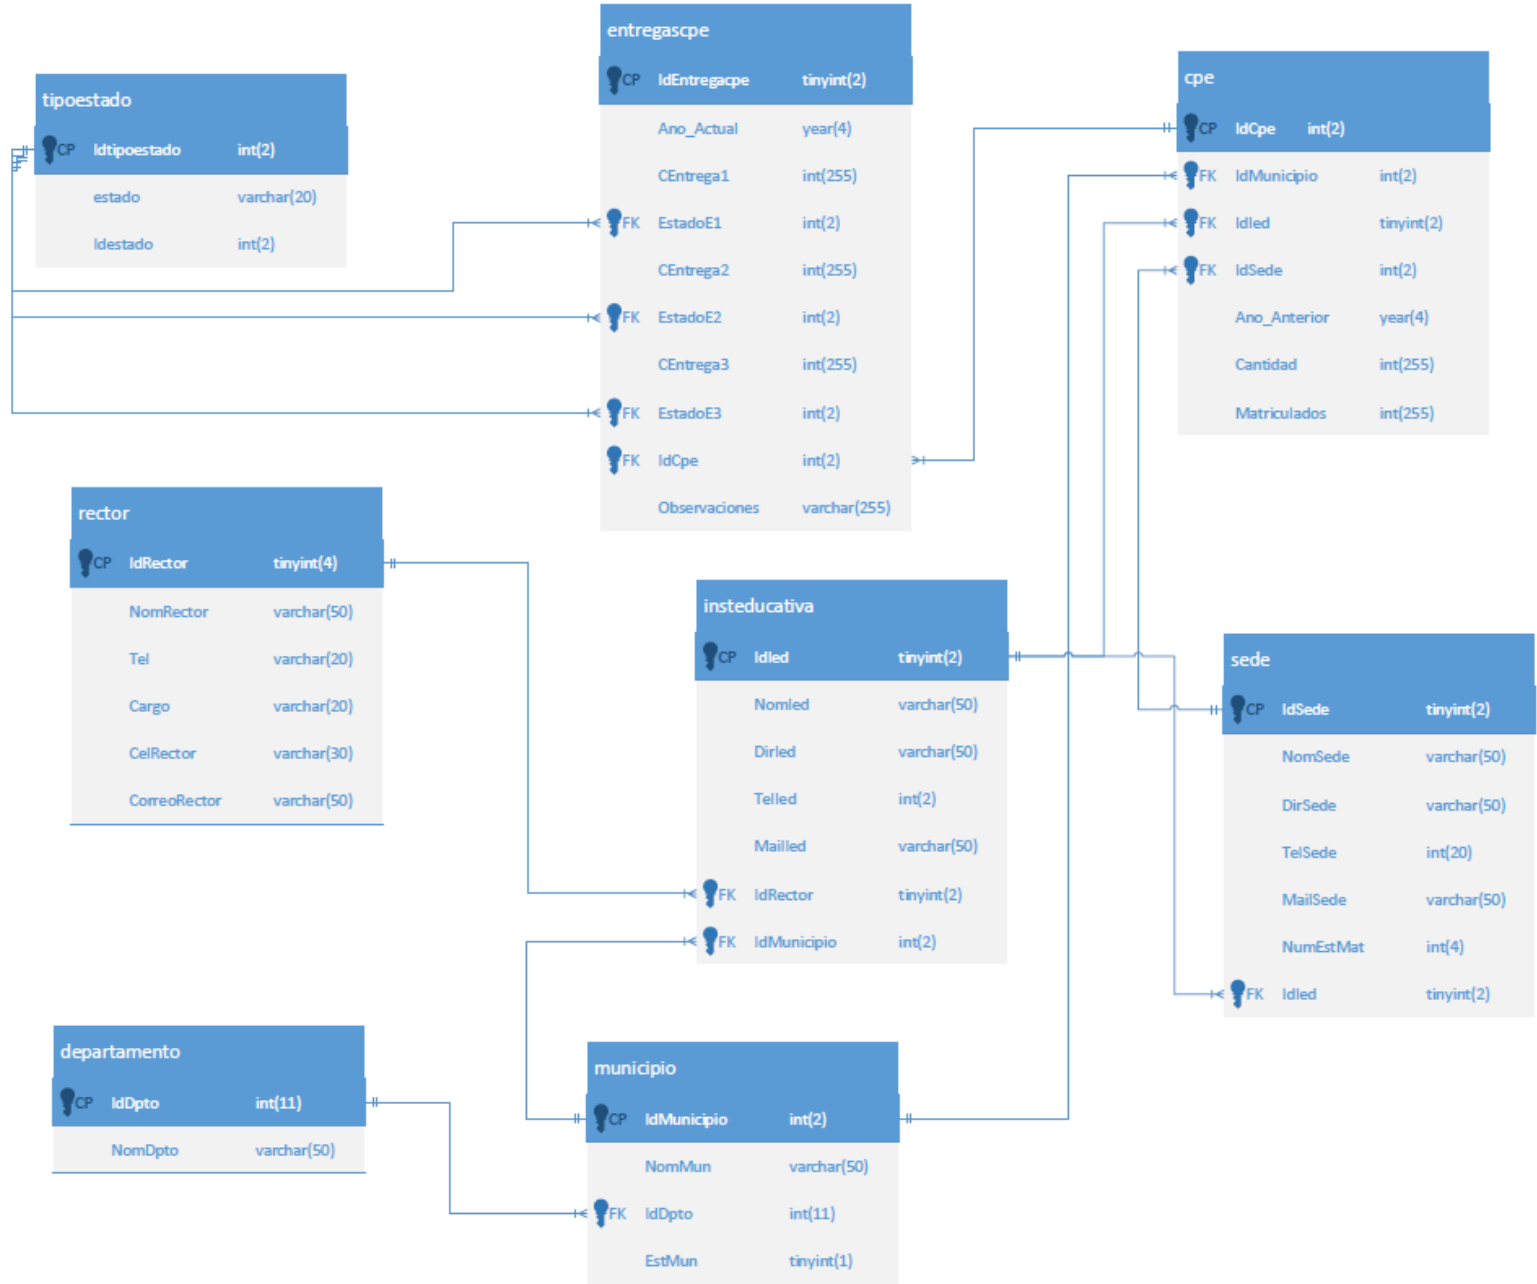 entregascpe
CP IdEntregacpe tinyint(2)
Ano_Actual year(4)
CEntrega1 int(255)
FK EstadoE1 int(2)
CEntrega2 int(255)
FK EstadoE2 int(2)
CEntrega3 int(255)
FK EstadoE3 int(2)
FK IdCpe int(2)
Observaciones varchar(255)
tipoestado
CP Idtipoestado int(2)
estado varchar(20)
Idestado int(2)
cpe
CP IdCpe int(2)
FK IdMunicipio int(2)
FK IdIed tinyint(2)
FK IdSede int(2)
Ano_Anterior year(4)
Cantidad int(255)
Matriculados int(255)
rector
CP IdRector tinyint(4)
NomRector varchar(50)
Tel varchar(20)
Cargo varchar(20)
CelRector varchar(30)
CorreoRector varchar(50)
insteducativa
CP IdIed tinyint(2)
NomIed varchar(50)
DirIed varchar(50)
TelIed int(2)
MailIed varchar(50)
FK IdRector tinyint(2)
FK IdMunicipio int(2)
sede
CP IdSede tinyint(2)
NomSede varchar(50)
DirSede varchar(50)
TelSede int(20)
MailSede varchar(50)
NumEstMat int(4)
FK IdIed tinyint(2)
departamento
CP IdDpto int(11)
NomDpto varchar(50)
municipio
CP IdMunicipio int(2)
NomMun varchar(50)
FK IdDpto int(11)
EstMun tinyint(1)